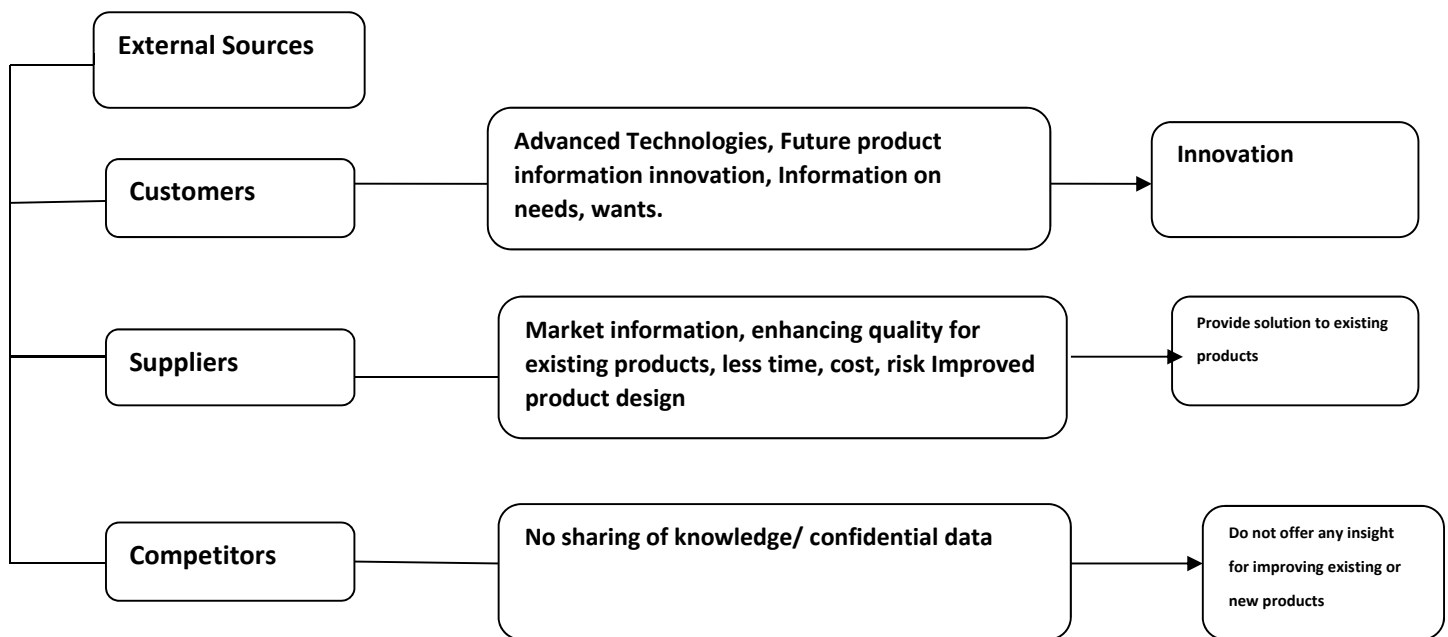 External Sources
Customers
Advanced Technologies, Future product
information innovation, Information on
needs, wants.
Innovation
Suppliers
Market information, enhancing quality for
existing products, less time, cost, risk Improved
product design
Provide solution to existing
products
Competitors
No sharing of knowledge/ confidential data
Do not offer any insight
for improving existing or
new products